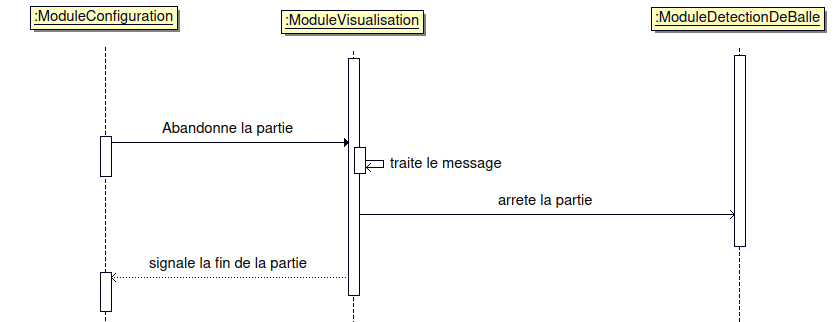 :ModuleConfiguration
:ModuleVisualisation
:ModuleDetectionDeBalle
Abandonne la partie
traite le message
arrete la partie
signale la fin de la partie